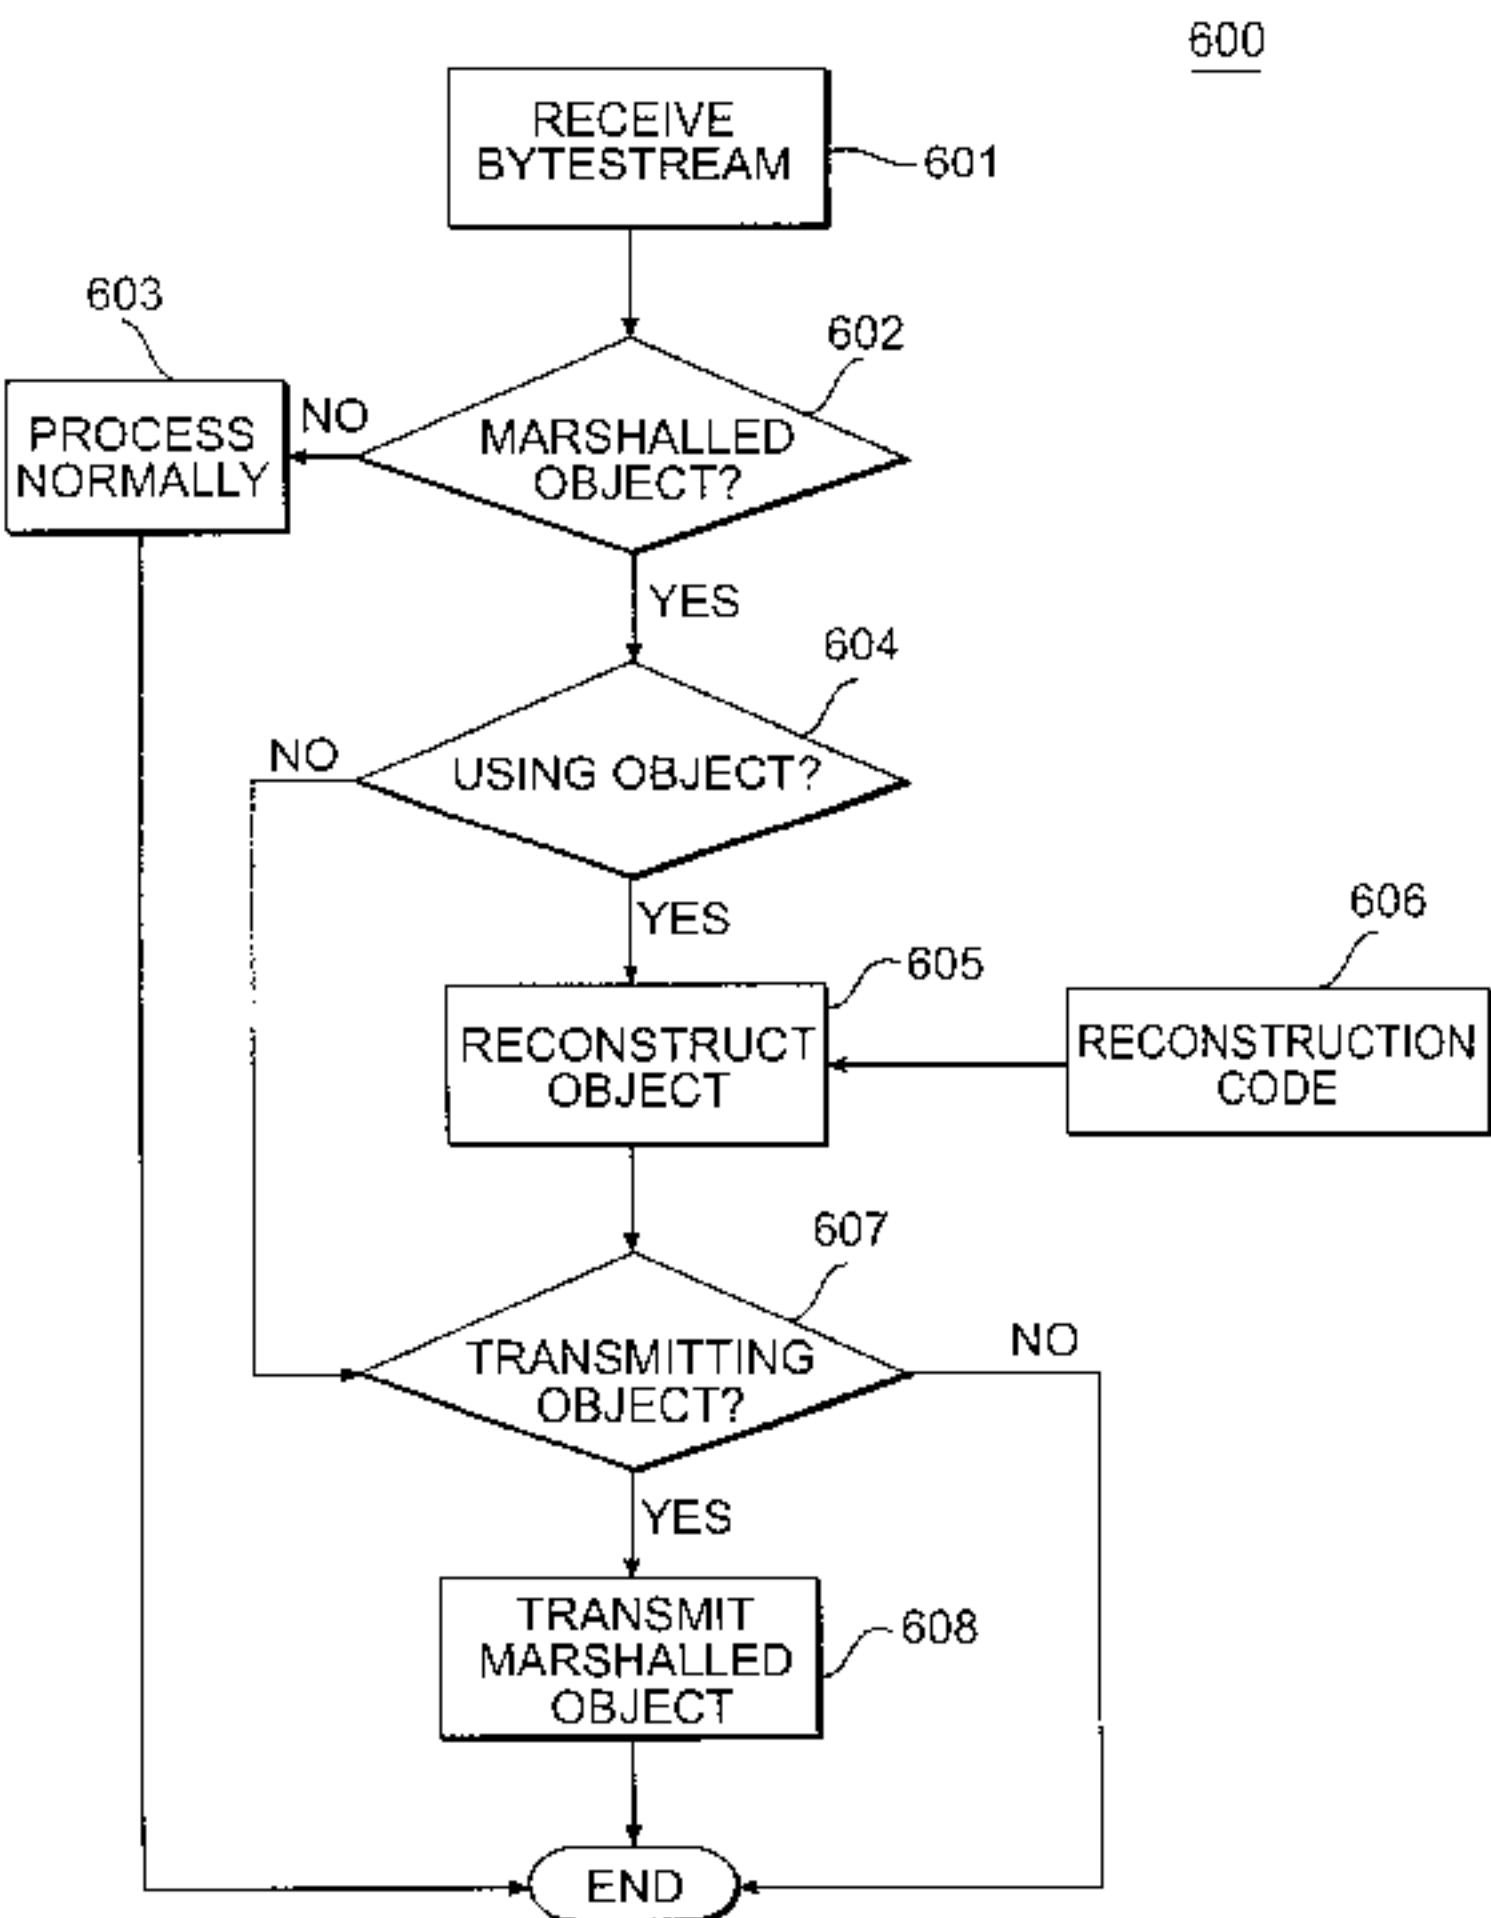 600
RECEIVE
BYTESTREAM
601
603
602
PROCESS
NORMALLY
NO
MARSHALLED
OBJECT?
YES
604
NO
USING OBJECT?
YES
606
605
RECONSTRUCT
OBJECT
RECONSTRUCTION
CODE
607
TRANSMITTING
OBJECT?
NO
YES
TRANSMIT
MARSHALLED
OBJECT
608
END